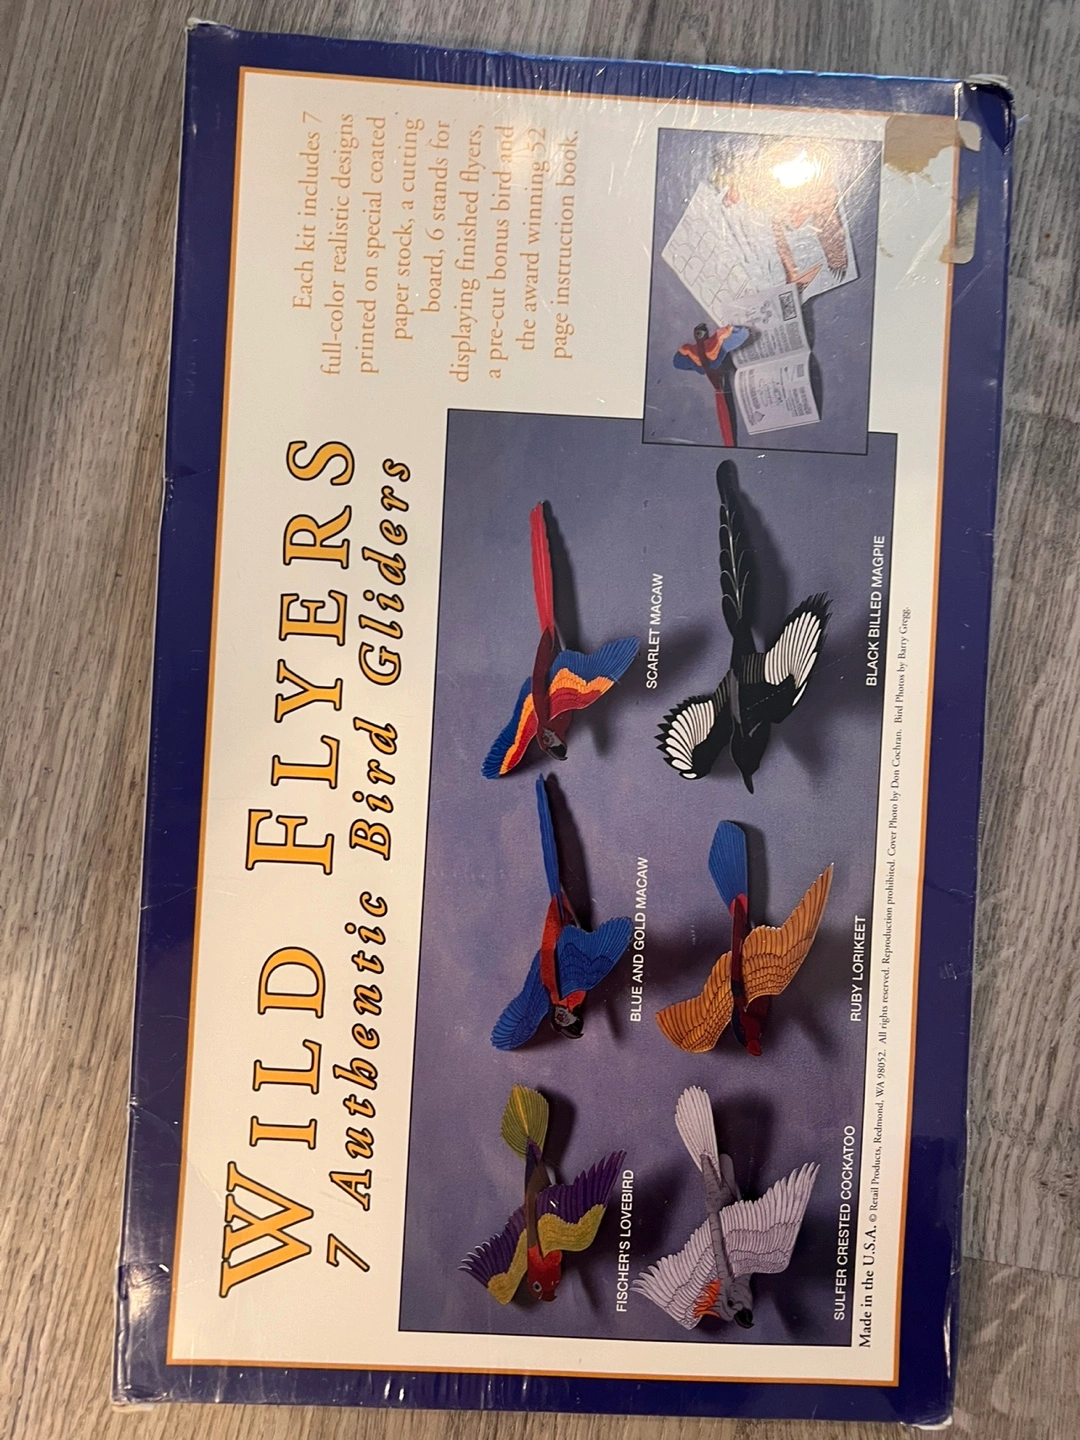 WILD FLYERS
7 Authentic Bird Gliders
Each kit includes 7
full-color realistic designs
printed on special coated
paper stock, a cutting
board, 6 stands for
displaying finished flyers,
a pre-cut bonus bird and
the award winning 52
page instruction book.
FISCHER'S LOVEBIRD
BLUE AND GOLD MACAW
SCARLET MACAW
SULFER CRESTED COCKATOO
RUBY LORIKEET
BLACK BILLED MAGPIE
Made in the U.S.A. © Retail Products, Redmond, WA 98052. All rights reserved. Reproduction prohibited. Cover Photo by Don Cochran. Bird Photos by Barry Gregg.